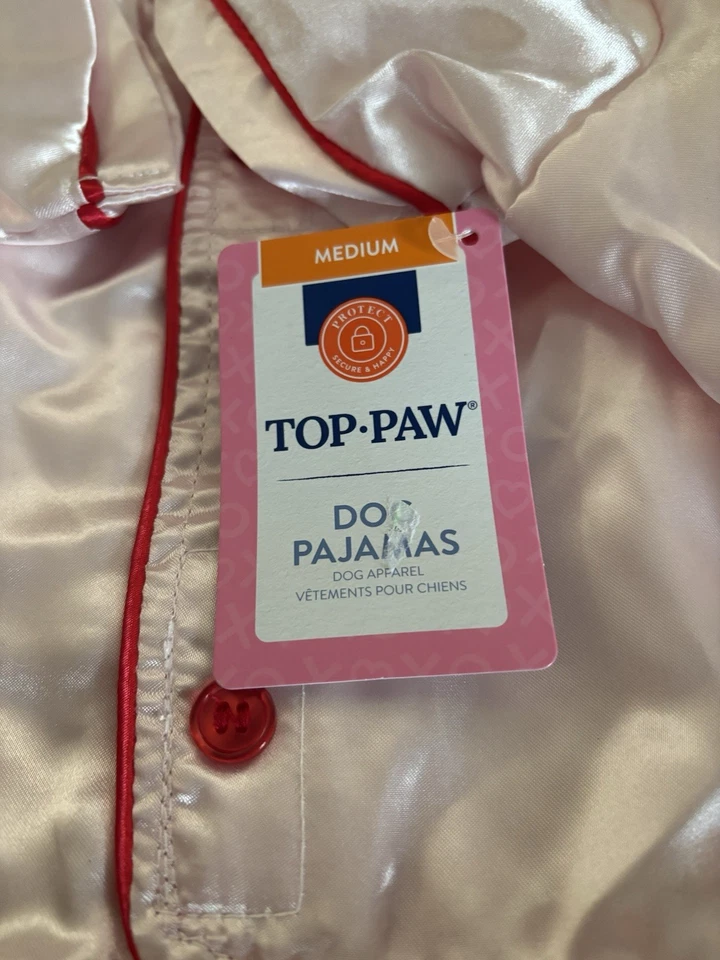 MEDIUM
PROTECT
SECURE & HAPPY
TOP•PAW®
DOG
PAJAMAS
DOG APPAREL
VÊTEMENTS POUR CHIENS